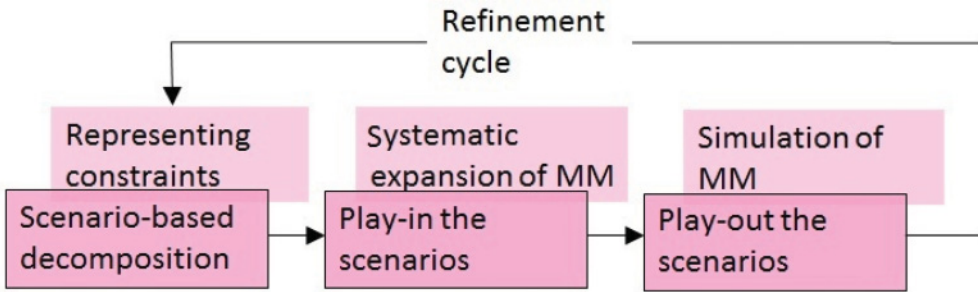 Refinement
cycle
Representing
constraints
Scenario-based
decomposition
Systematic
expansion of MM
Play-in the
scenarios
Simulation of
MM
Play-out the
scenarios